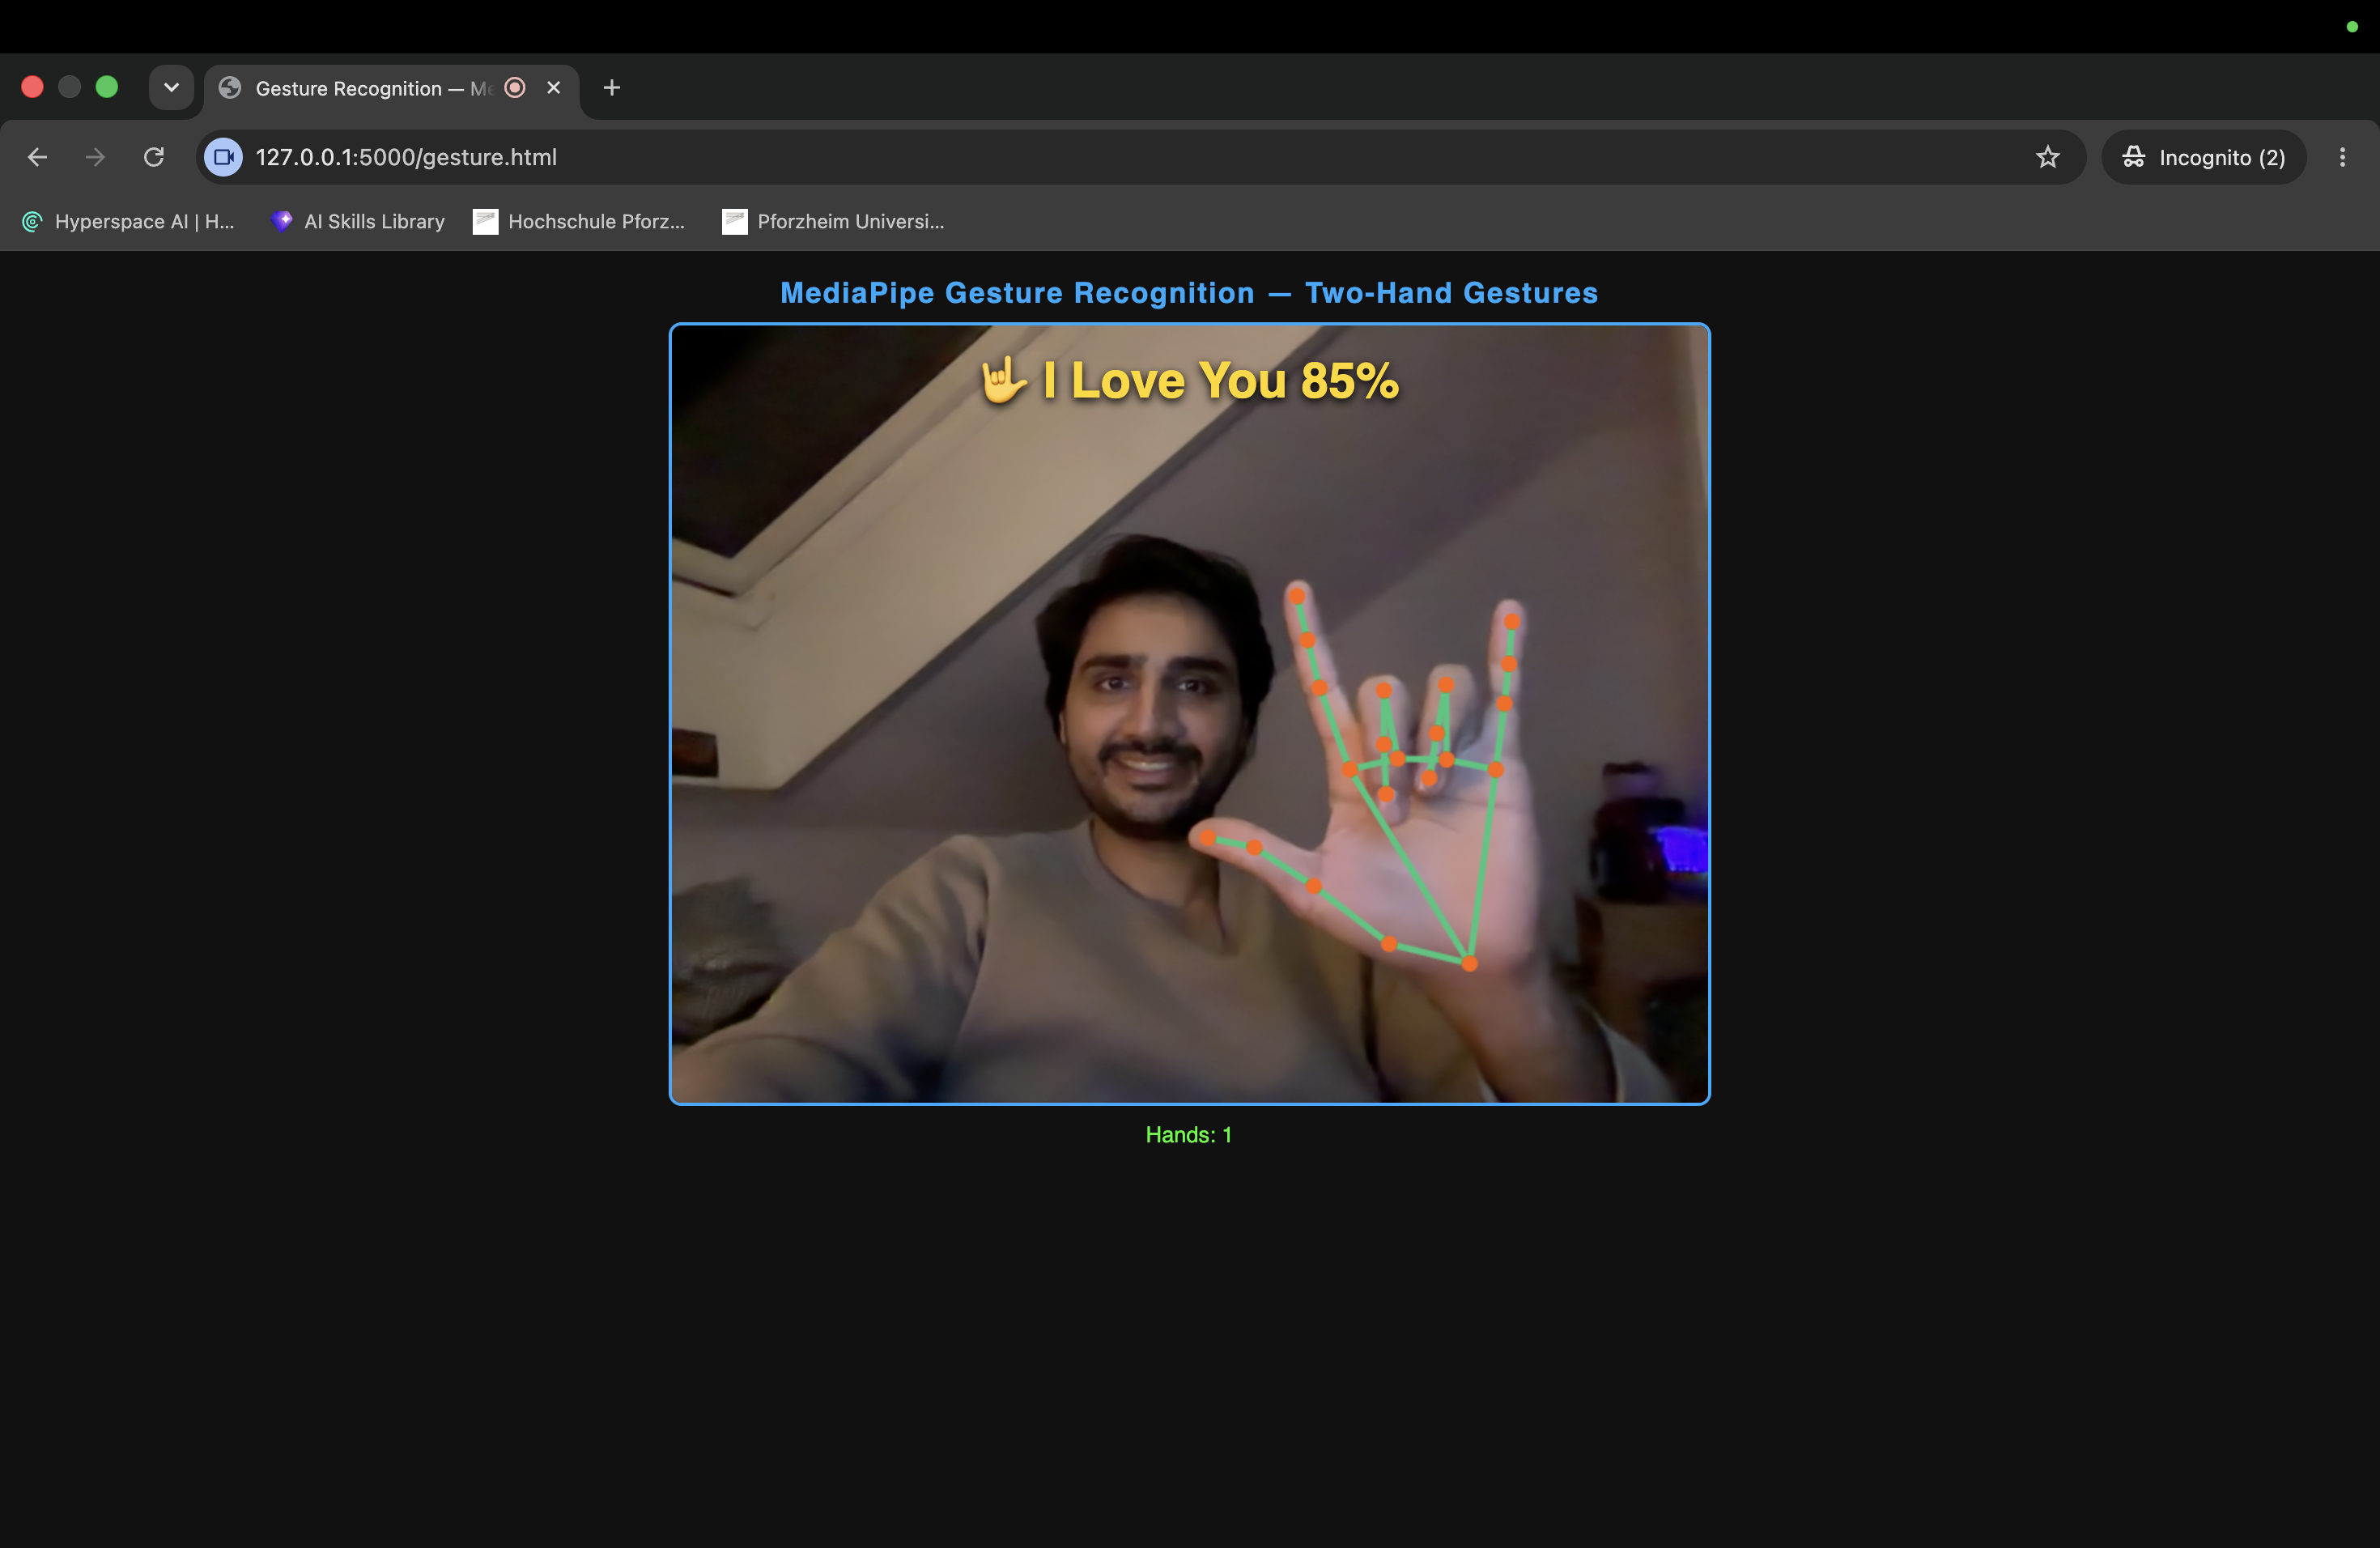 Gesture Recognition — Me
127.0.0.1:5000/gesture.html
Incognito (2)
Hyperspace AI | H...
AI Skills Library
Hochschule Pforz...
Pforzheim Universi...
MediaPipe Gesture Recognition — Two-Hand Gestures
🤟 I Love You 85%
Hands: 1